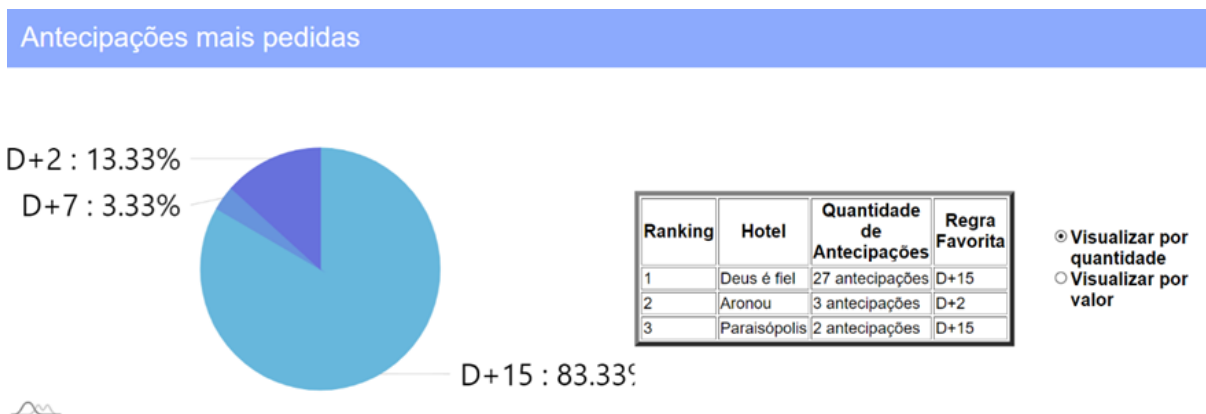 Antecipações mais pedidas
D+2 : 13.33%
D+7 : 3.33%
D+15 : 83.339
Ranking Hotel Quantidade de Antecipações Regra Favorita
1 Deus é fiel 27 antecipações D+15
2 Aronou 3 antecipações D+2
3 Paraisópolis 2 antecipações D+15
Visualizar por
quantidade
Visualizar por
valor